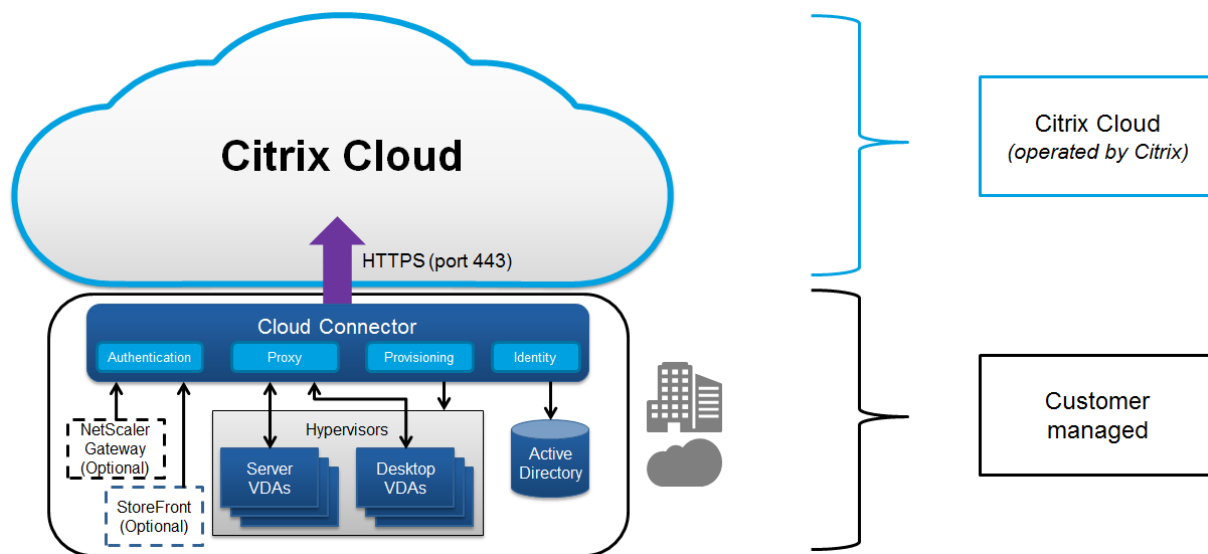 Citrix Cloud
HTTPS (port 443)
Cloud Connector
Authentication
Proxy
Provisioning
Identity
NetScaler
Gateway
(Optional)
StoreFront
(Optional)
Hypervisors
Server
VDAs
Desktop
VDAs
Active
Directory
Citrix Cloud
(operated by Citrix)
Customer
managed